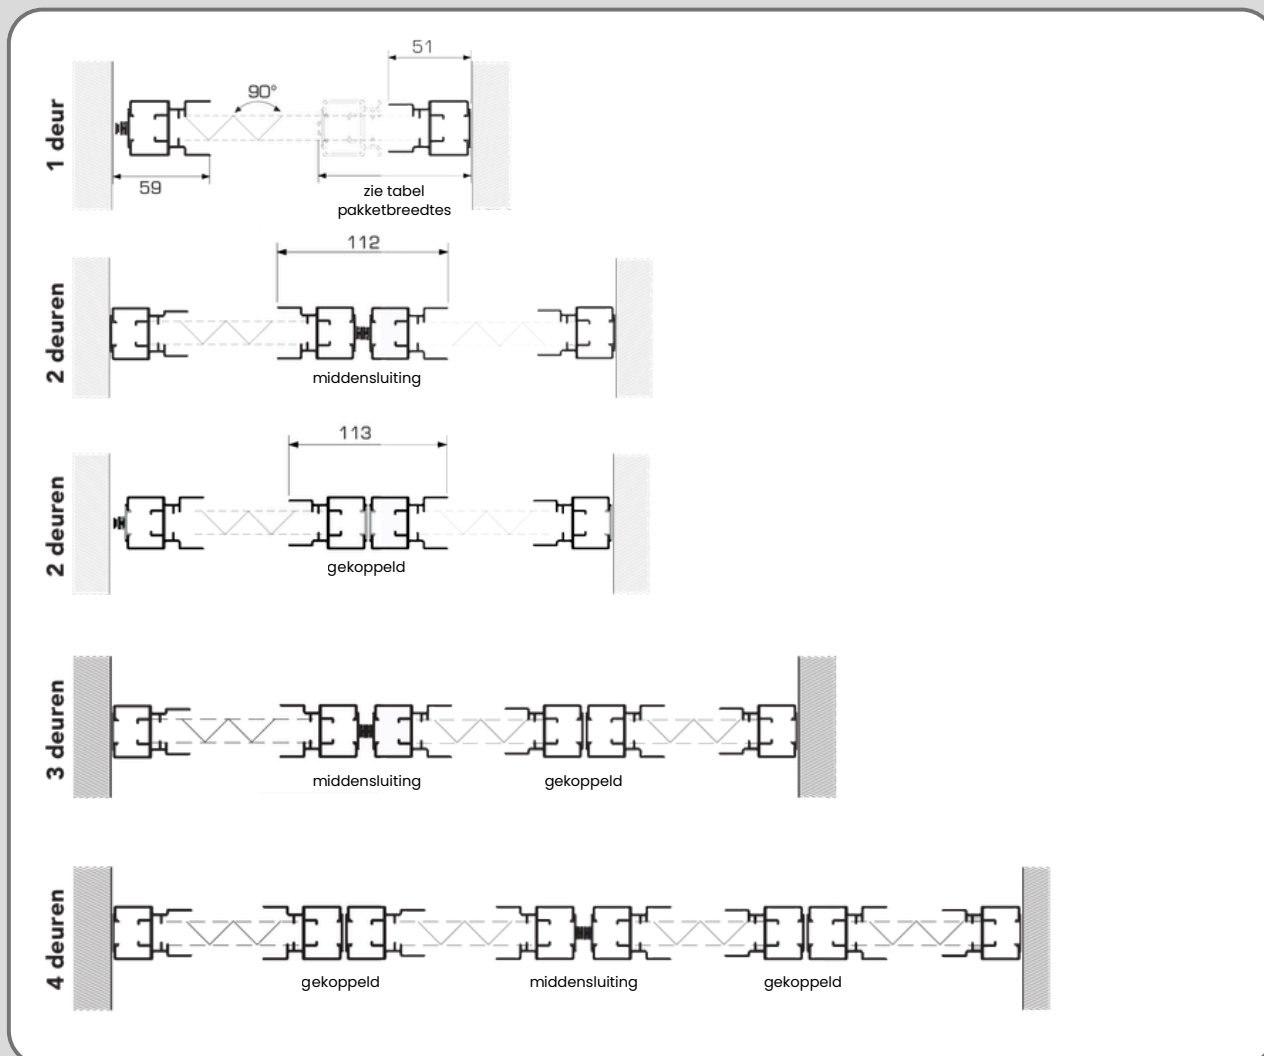 1 deur
51
90°
59
zie tabel
pakketbreedtes
2 deuren
112
middensluiting
2 deuren
113
gekoppeld
3 deuren
middensluiting
gekoppeld
4 deuren
gekoppeld
middensluiting
gekoppeld